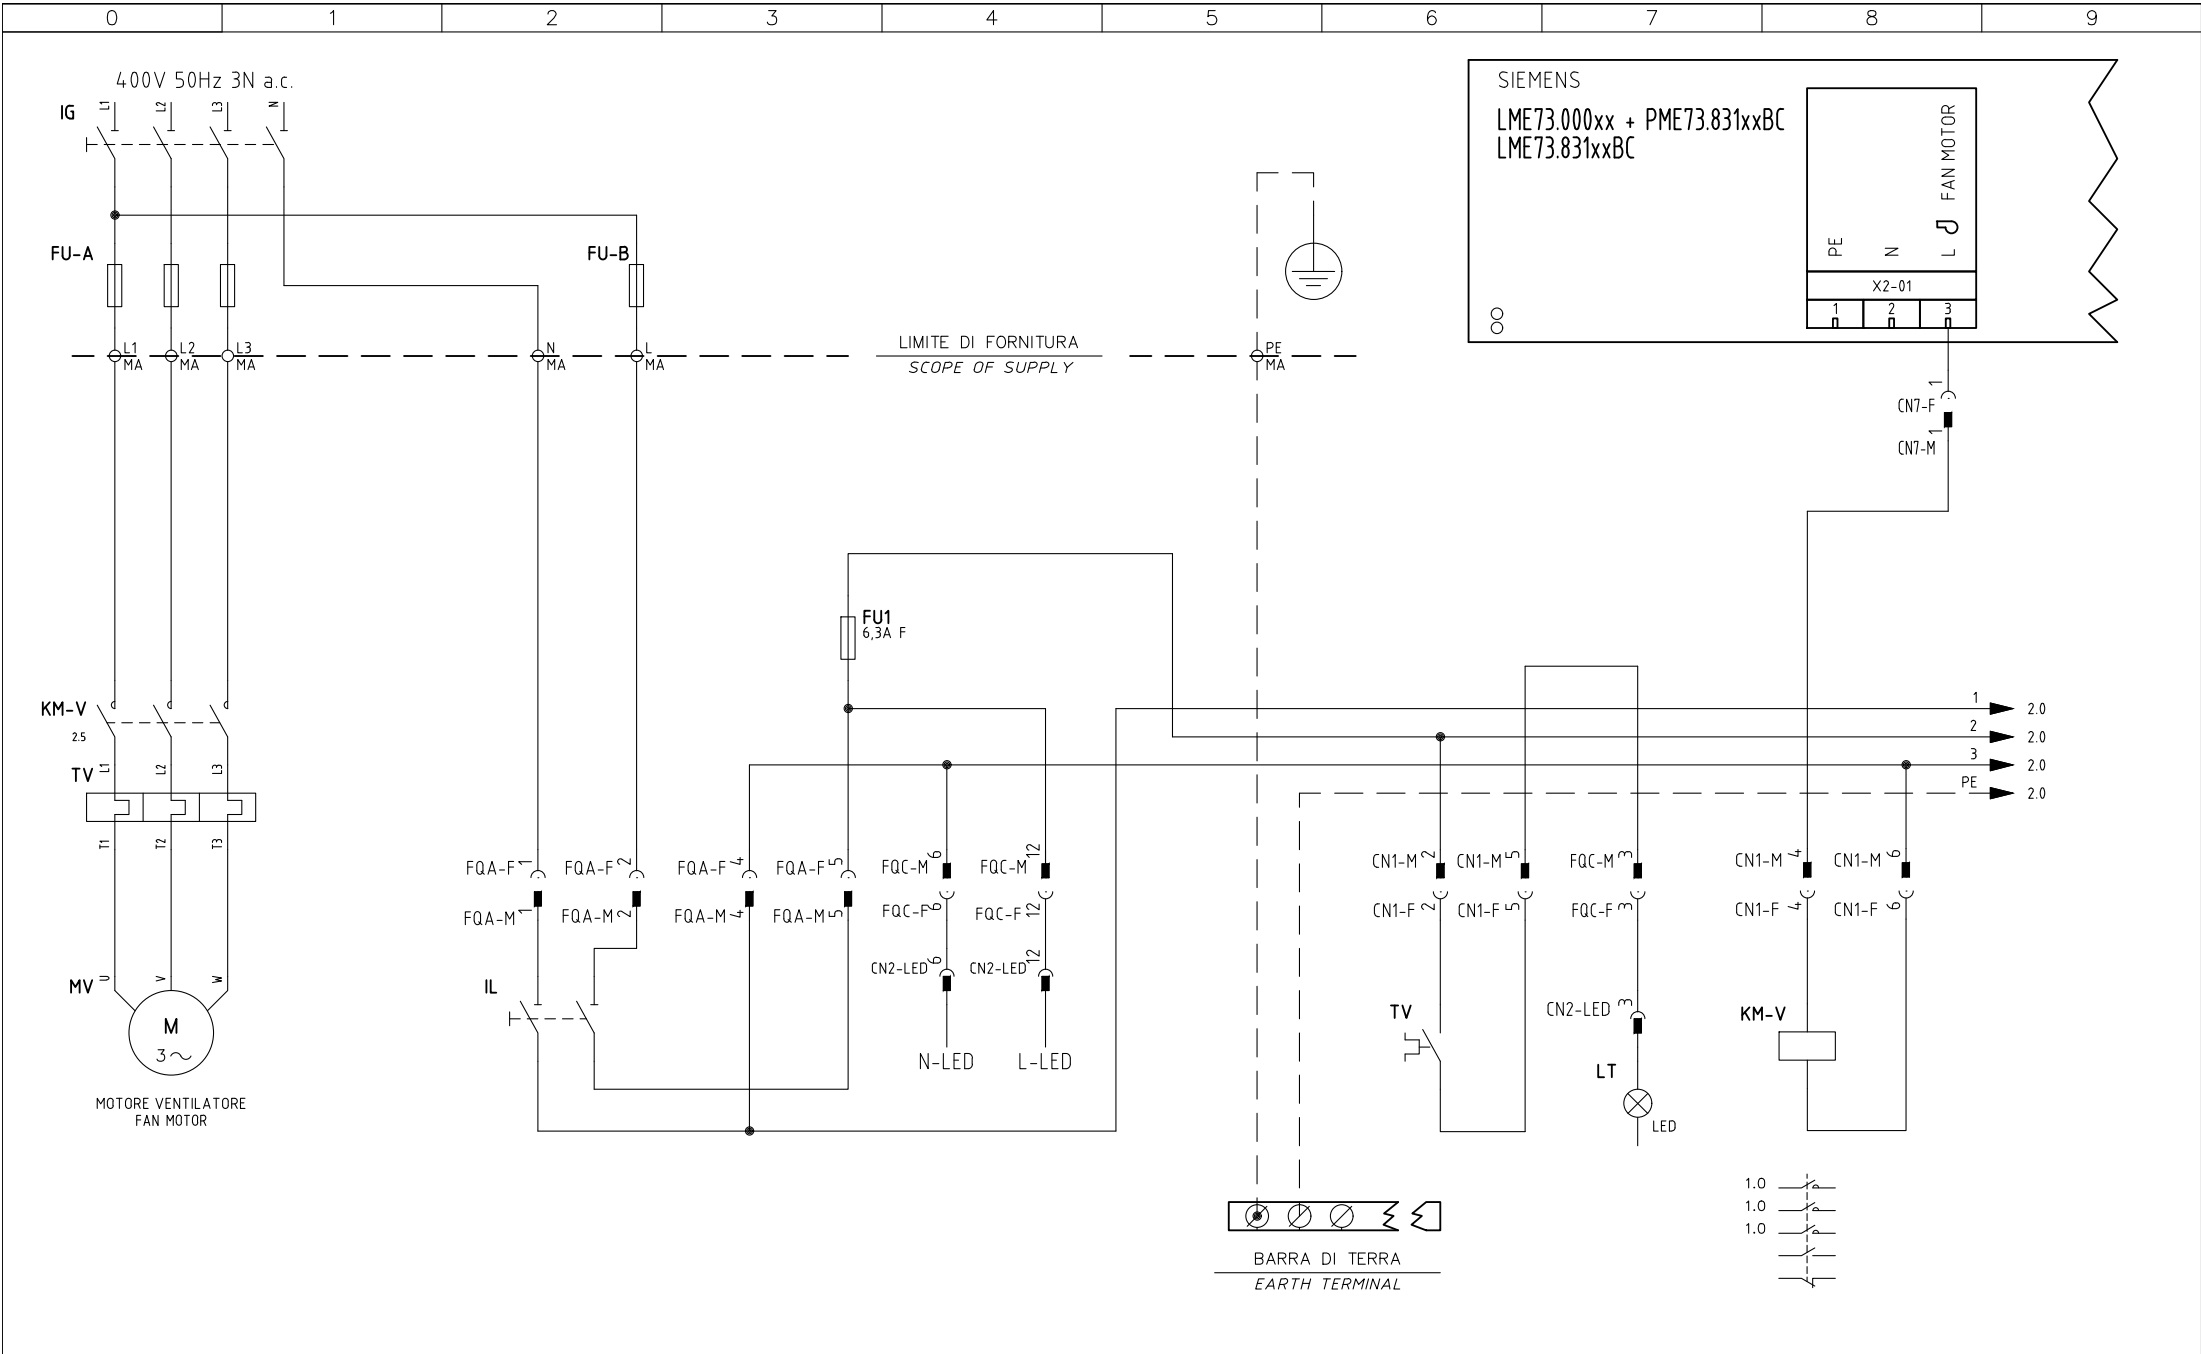 0 1 2 3 4 5 6 7 8 9
400V 50Hz 3N a.c.
IG
L1 L2 L3 N
FU-A
FU-B
SIEMENS
LME73.000xx + PME73.831xxBC
LME73.831xxBC
PE
N
L FAN MOTOR
X2-01
1 2 3
L1 L2 L3 N L PE
MA MA MA MA MA MA
LIMITE DI FORNITURA
SCOPE OF SUPPLY
1
CN7-F
1
CN7-M
FU1
6,3A F
KM-V
2.5
TV
L1 L2 L3
T1 T2 T3
1 2.0
2 2.0
3 2.0
PE 2.0
FQA-F 1 FQA-F 2 FQA-F 4 FQA-F 5 FQC-M 6 FQC-M 12 CN1-M 2 CN1-M 5 FQC-M 3 CN1-M 4 CN1-M 6
FQA-M 1 FQA-M 2 FQA-M 4 FQA-M 5 FQC-F 6 FQC-F 12 CN1-F 2 CN1-F 5 FQC-F 3 CN1-F 4 CN1-F 6
CN2-LED 6 CN2-LED 12
MV
U V W
IL
M
3~
N-LED L-LED
TV
CN2-LED 3
LT
LED
KM-V
MOTORE VENTILATORE
FAN MOTOR
1.0
1.0
1.0
BARRA DI TERRA
EARTH TERMINAL